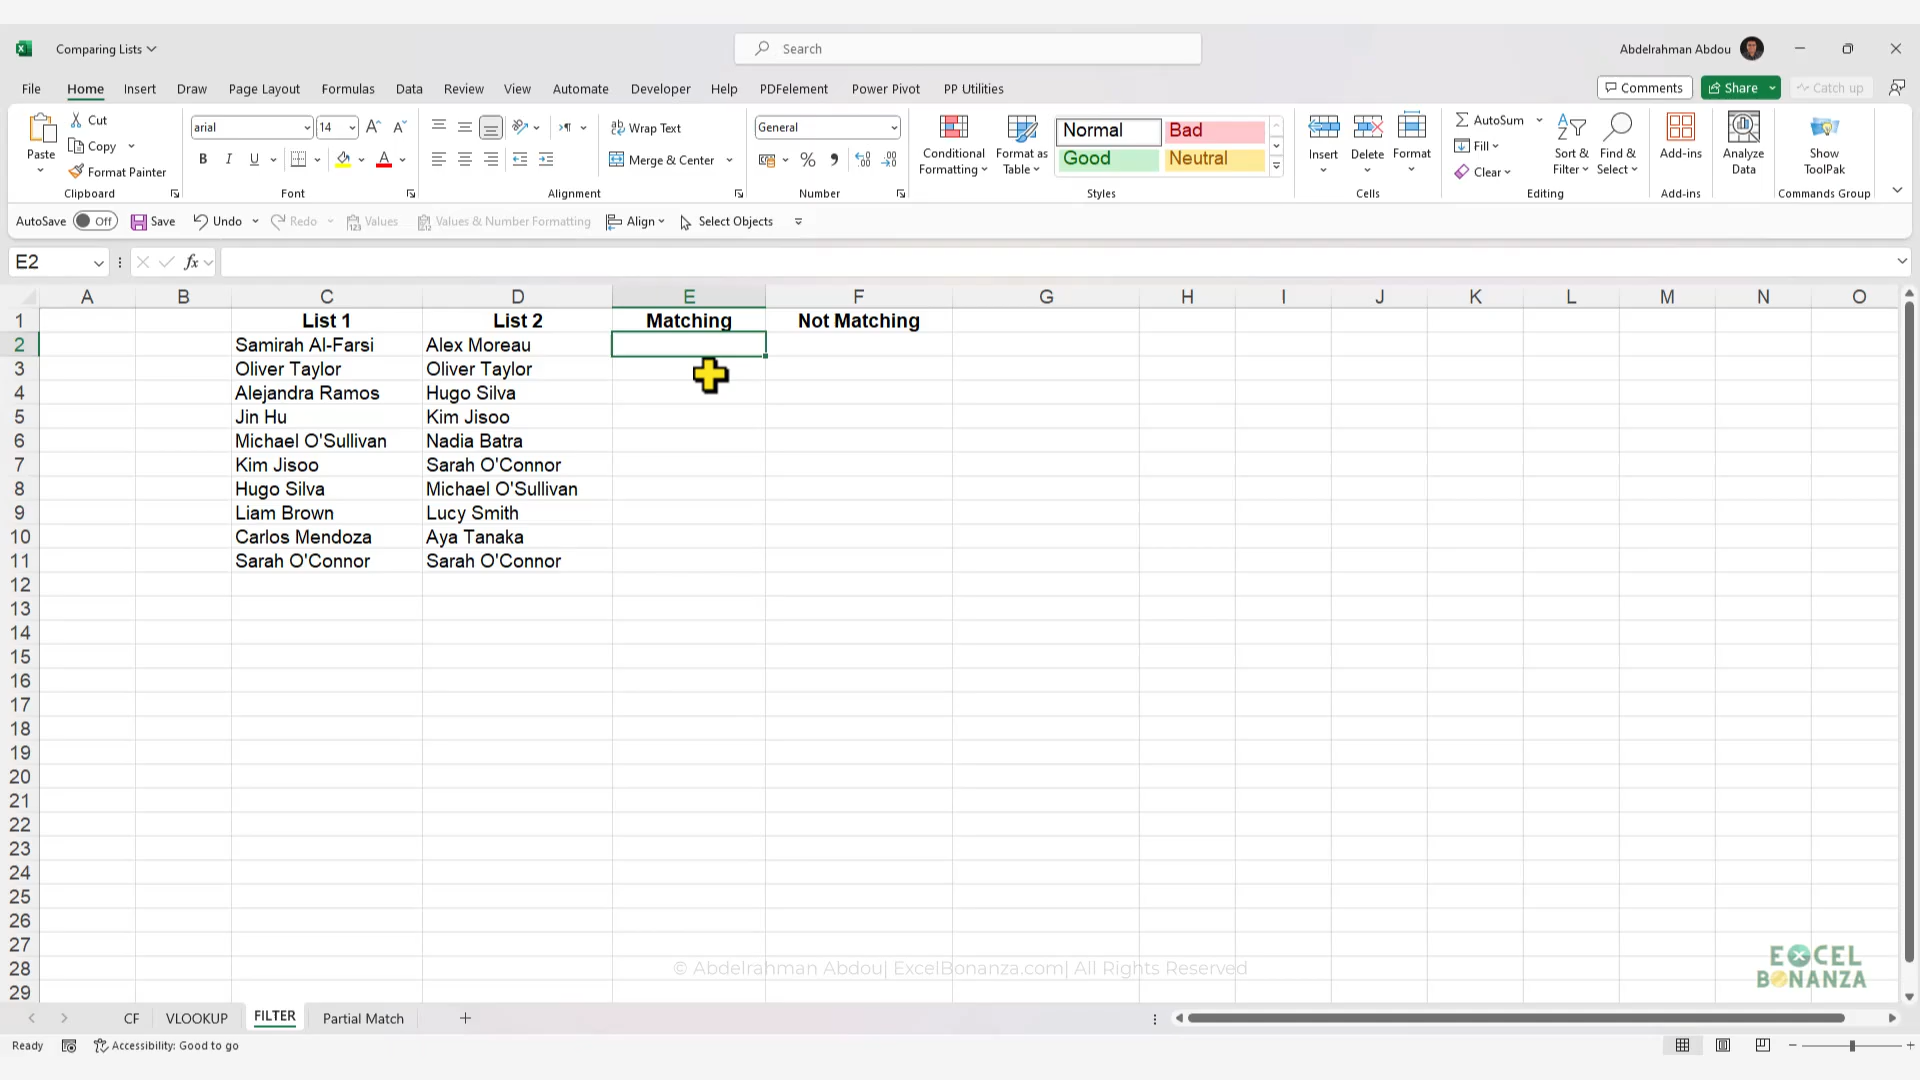 Comparing Lists
Search
Abdelrahman Abdou
File Home Insert Draw Page Layout Formulas Data Review View Automate Developer Help PDFelement Power Pivot PP Utilities
Comments Share Catch up
Paste Cut Copy Format Painter Clipboard
arial 14 B I U A Font
Wrap Text Merge & Center Alignment
General % Number
Conditional Formatting Format as Table Normal Bad Good Neutral Styles
Insert Delete Format Cells
AutoSum Fill Clear Sort & Filter Find & Select Editing
Add-ins Add-ins
Analyze Data
Show ToolPak Commands Group
AutoSave Off Save Undo Redo Values Values & Number Formatting Align Select Objects
E2 fx
A B C D E F G H I J K L M N O
1 List 1 List 2 Matching Not Matching
2 Samirah Al-Farsi Alex Moreau
3 Oliver Taylor Oliver Taylor
4 Alejandra Ramos Hugo Silva
5 Jin Hu Kim Jisoo
6 Michael O'Sullivan Nadia Batra
7 Kim Jisoo Sarah O'Connor
8 Hugo Silva Michael O'Sullivan
9 Liam Brown Lucy Smith
10 Carlos Mendoza Aya Tanaka
11 Sarah O'Connor Sarah O'Connor
12
13
14
15
16
17
18
19
20
21
22
23
24
25
26
27
28
29
© Abdelrahman Abdou| ExcelBonanza.com| All Rights Reserved
EXCEL
BONANZA
CF VLOOKUP FILTER Partial Match
Ready Accessibility: Good to go